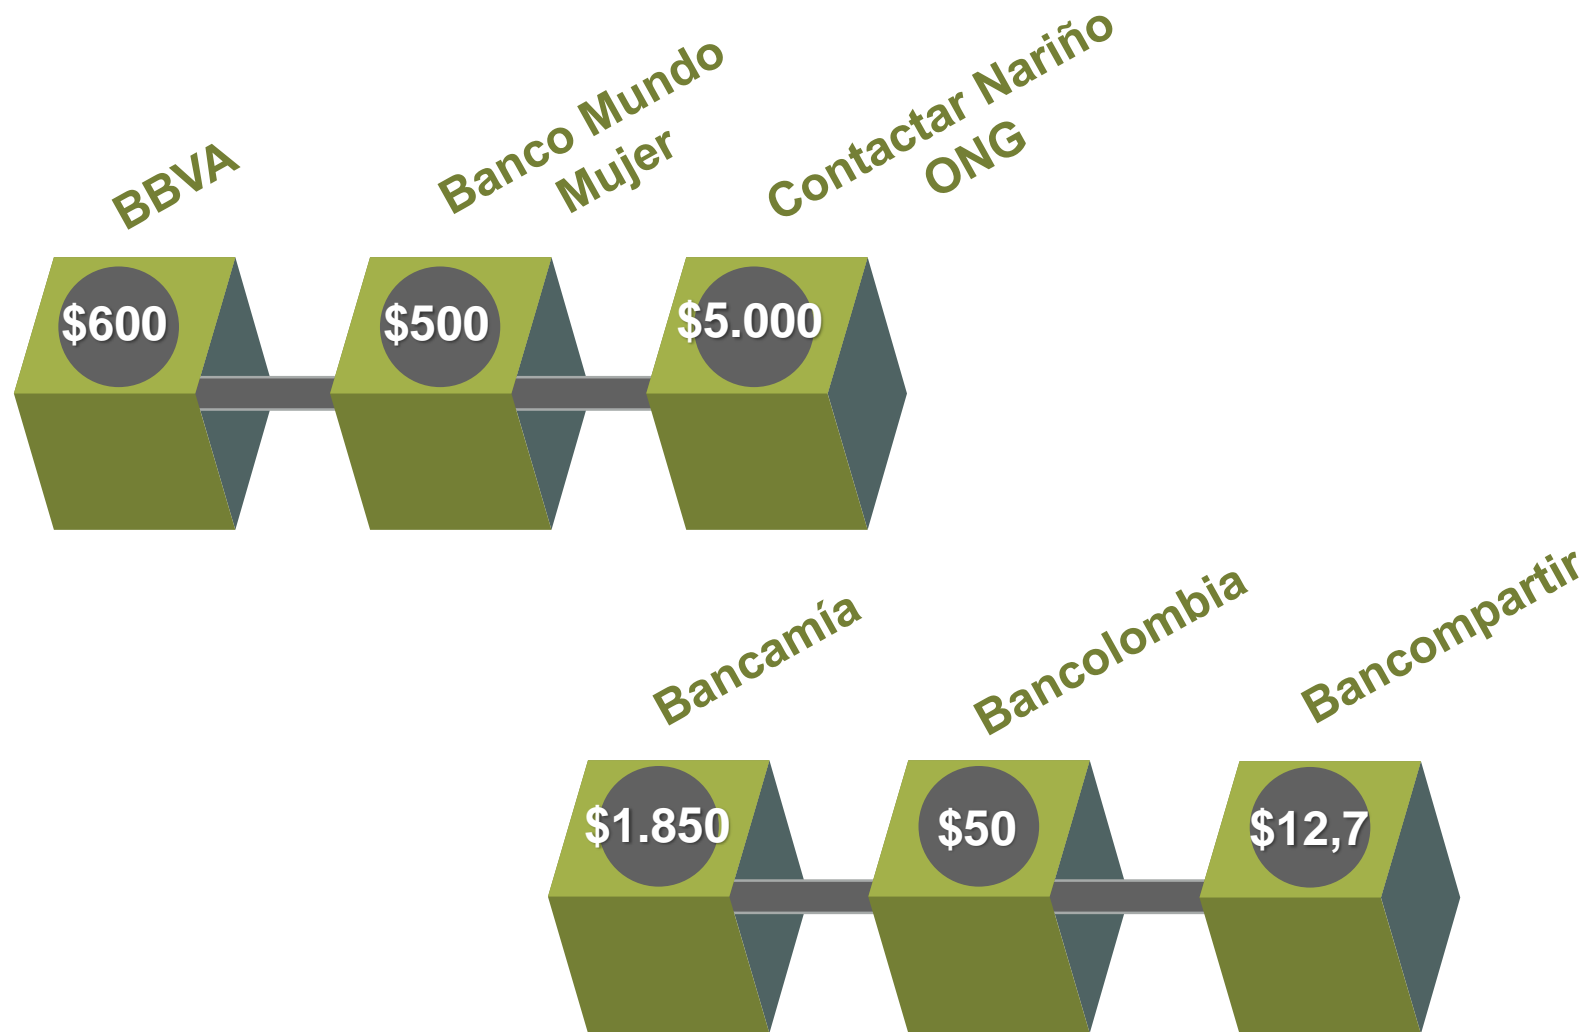 BBVA
Banco Mundo
Mujer
Contactar Nariño
ONG
$600
$500
$5.000
Bancamía
Bancolombia
Bancompartir
$1.850
$50
$12,7